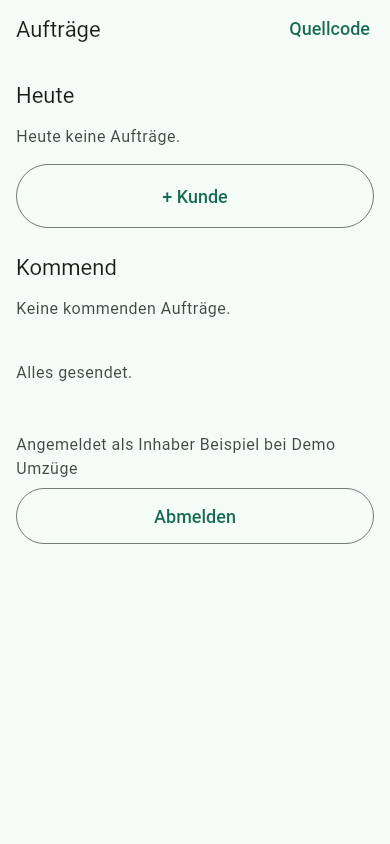 Aufträge
Quellcode
Heute
Heute keine Aufträge.
+ Kunde
Kommend
Keine kommenden Aufträge.
Alles gesendet.
Angemeldet als Inhaber Beispiel bei Demo
Umzüge
Abmelden